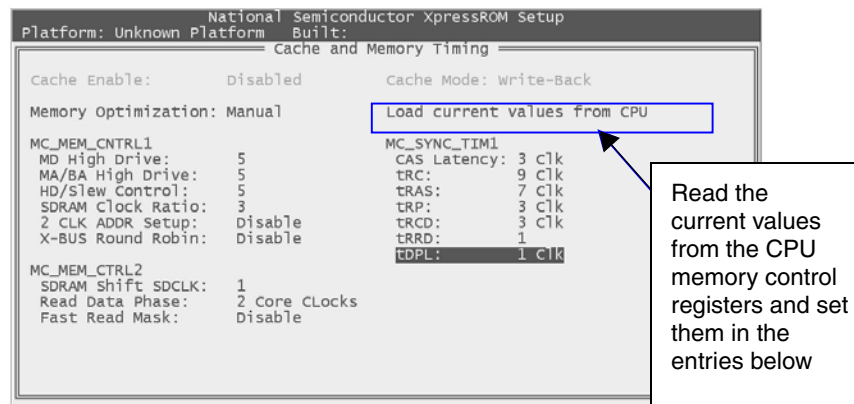 National Semiconductor XpressROM Setup
Platform: Unknown Platform Built:
Cache and Memory Timing
Cache Enable: Disabled Cache Mode: Write-Back
Memory Optimization: Manual Load current values from CPU
MC_MEM_CNTRL1 MC_SYNC_TIM1
MD High Drive: 5 CAS Latency: 3 Clk
MA/BA High Drive: 5 tRC: 9 Clk
HD/Slew Control: 5 tRAS: 7 Clk
SDRAM Clock Ratio: 3 tRP: 3 Clk
2 CLK ADDR Setup: Disable tRCD: 3 Clk
X-BUS Round Robin: Disable tRRD: 1
tDPL: 1 Clk
MC_MEM_CTRL2
SDRAM Shift SDCLK: 1
Read Data Phase: 2 Core CLocks
Fast Read Mask: Disable
Read the
current values
from the CPU
memory control
registers and set
them in the
entries below